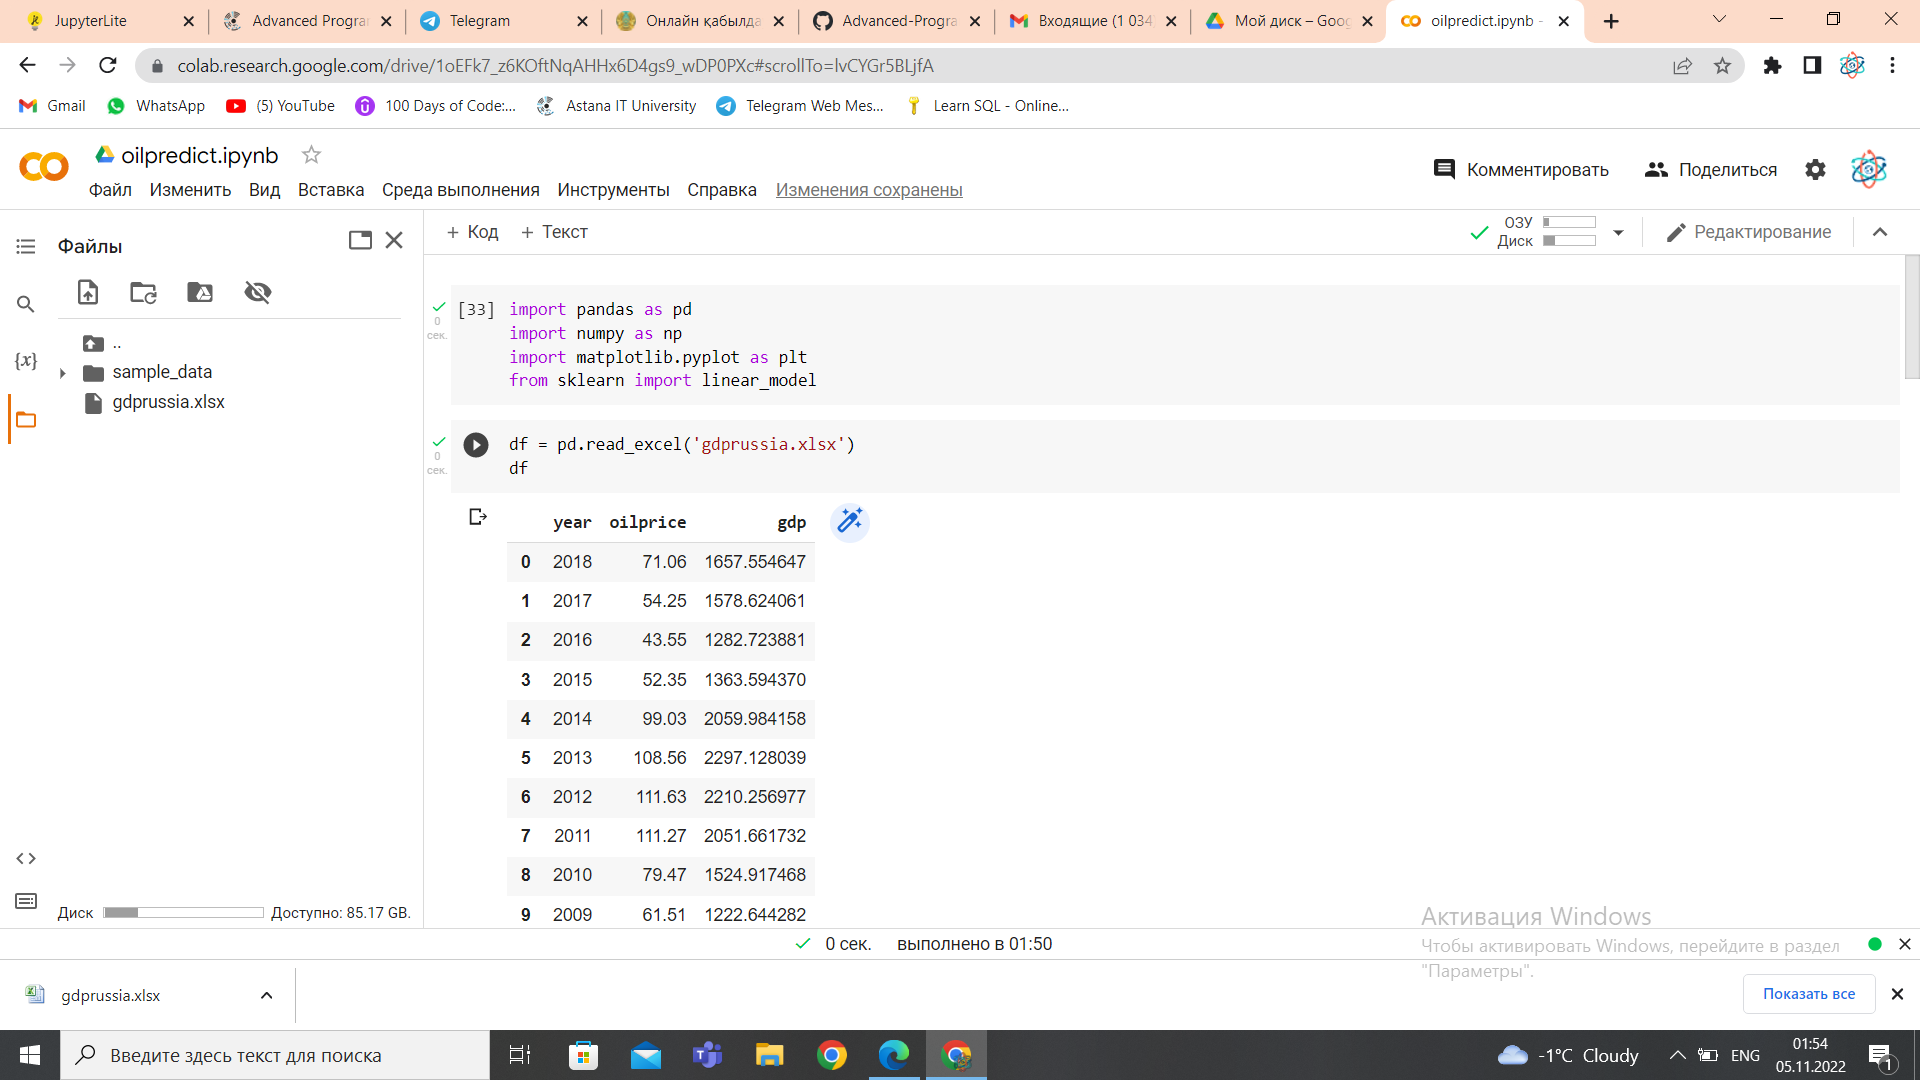 JupyterLite
Advanced Progra
Telegram
Онлайн қабылда
Advanced-Progra
Входящие (1 034
Мой диск – Goog
oilpredict.ipynb -
colab.research.google.com/drive/1oEFk7_z6KOftNqAHHx6D4gs9_wDP0PXc#scrollTo=lvCYGr5BLjfA
Gmail
WhatsApp
(5) YouTube
100 Days of Code:...
Astana IT University
Telegram Web Mes...
Learn SQL - Online...
oilpredict.ipynb
Комментировать
Поделиться
Файл Изменить Вид Вставка Среда выполнения Инструменты Справка Изменения сохранены
Файлы
+ Код + Текст
ОЗУ
Диск
Редактирование
..
sample_data
gdprussia.xlsx
{x}
0
сек.
[33] import pandas as pd
import numpy as np
import matplotlib.pyplot as plt
from sklearn import linear_model
0
сек.
df = pd.read_excel('gdprussia.xlsx')
df
year oilprice gdp
0 2018 71.06 1657.554647
1 2017 54.25 1578.624061
2 2016 43.55 1282.723881
3 2015 52.35 1363.594370
4 2014 99.03 2059.984158
5 2013 108.56 2297.128039
6 2012 111.63 2210.256977
7 2011 111.27 2051.661732
8 2010 79.47 1524.917468
9 2009 61.51 1222.644282
Диск Доступно: 85.17 GB.
0 сек. выполнено в 01:50
Активация Windows
Чтобы активировать Windows, перейдите в раздел
"Параметры".
gdprussia.xlsx
Показать все
Введите здесь текст для поиска
-1°C Cloudy
ENG
01:54
05.11.2022
1